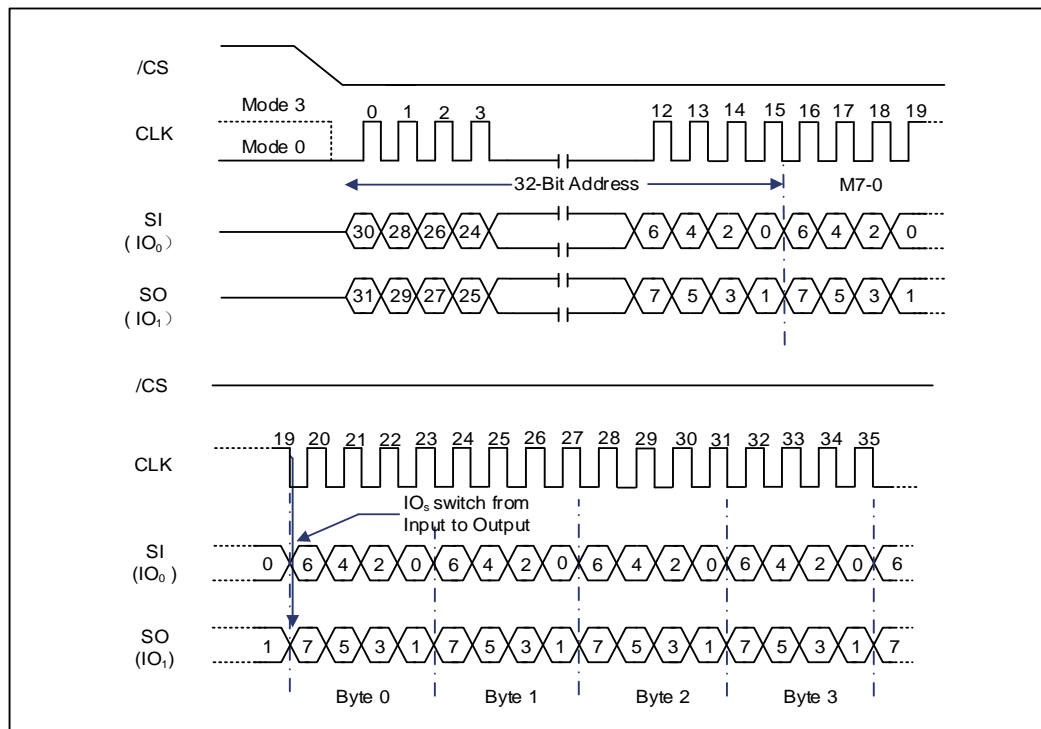 /CS
Mode 3
Mode 0
CLK
0 1 2 3 12 13 14 15 16 17 18 19
32-Bit Address
M7-0
SI
( IO₀ )
30 28 26 24 6 4 2 0 6 4 2 0
SO
( IO₁ )
31 29 27 25 7 5 3 1 7 5 3 1
/CS
CLK
19 20 21 22 23 24 25 26 27 28 29 30 31 32 33 34 35
IOₛ switch from
Input to Output
SI
(IO₀ )
0 6 4 2 0 6 4 2 0 6 4 2 0 6 4 2 0 6
SO
(IO₁)
1 7 5 3 1 7 5 3 1 7 5 3 1 7 5 3 1 7
Byte 0 Byte 1 Byte 2 Byte 3